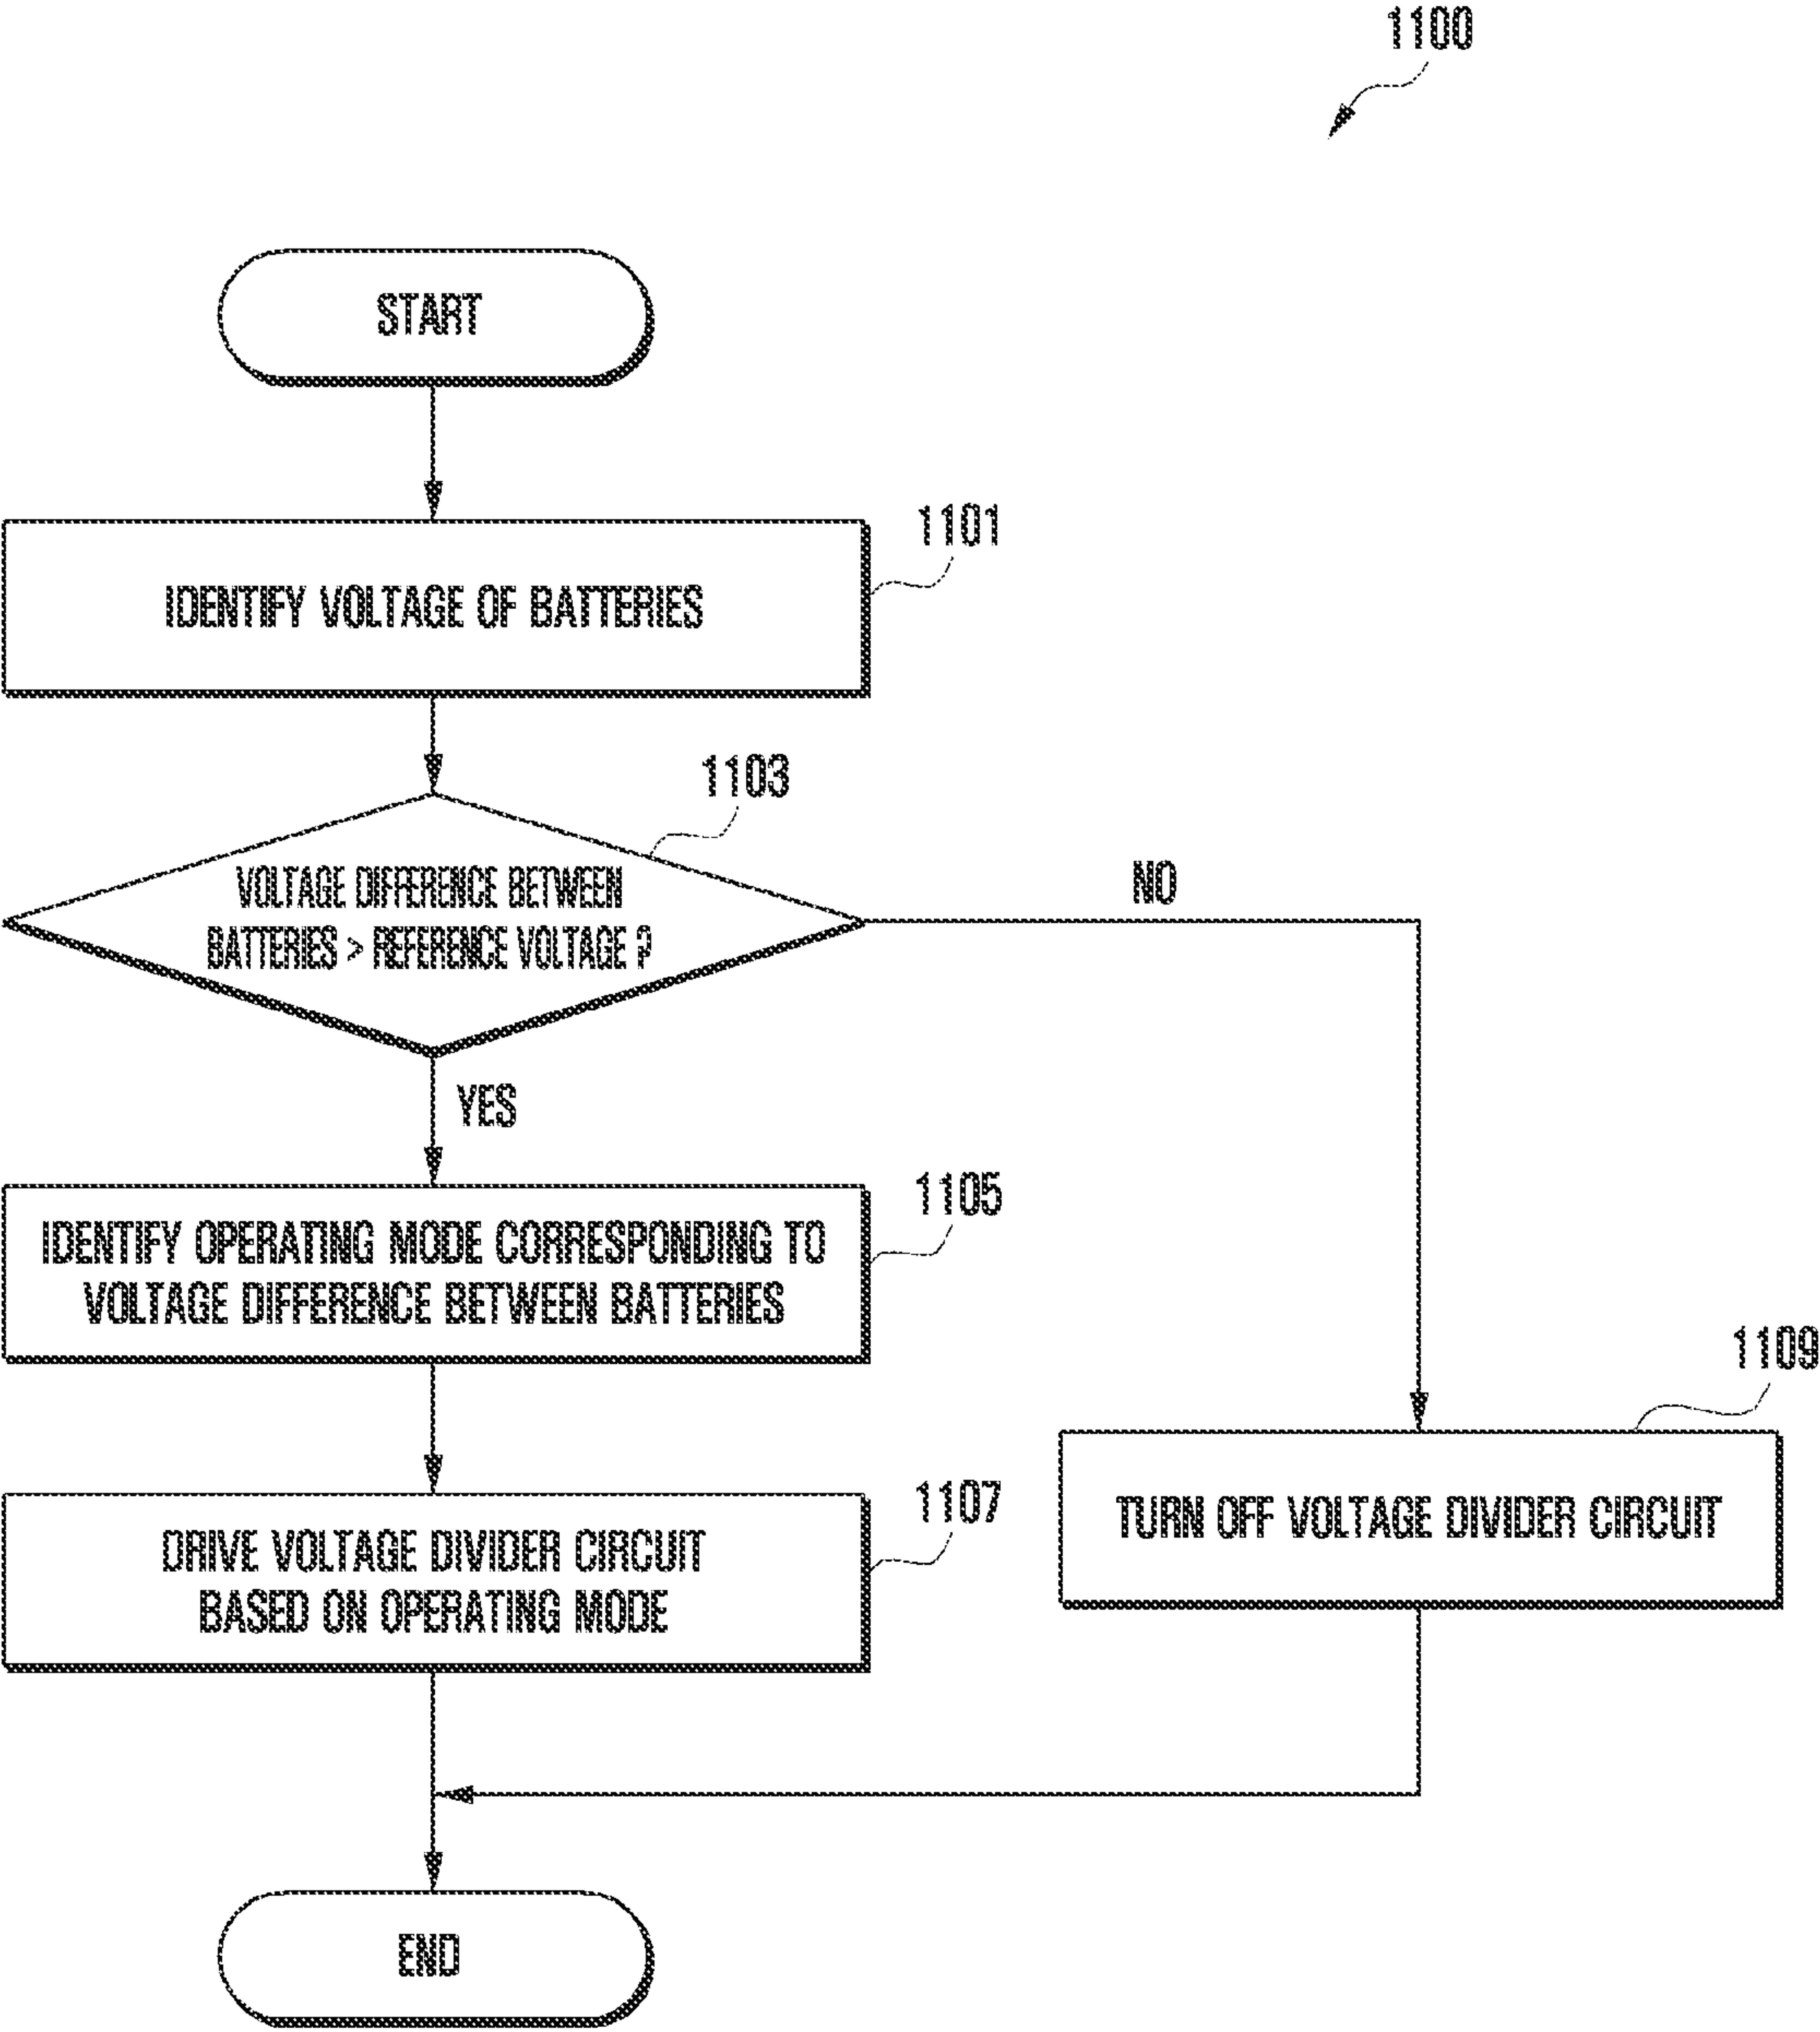 1100
START
1101
IDENTIFY VOLTAGE OF BATTERIES
1103
VOLTAGE DIFFERENCE BETWEEN
BATTERIES > REFERENCE VOLTAGE ?
NO
YES
1105
IDENTIFY OPERATING MODE CORRESPONDING TO
VOLTAGE DIFFERENCE BETWEEN BATTERIES
1109
TURN OFF VOLTAGE DIVIDER CIRCUIT
1107
DRIVE VOLTAGE DIVIDER CIRCUIT
BASED ON OPERATING MODE
END